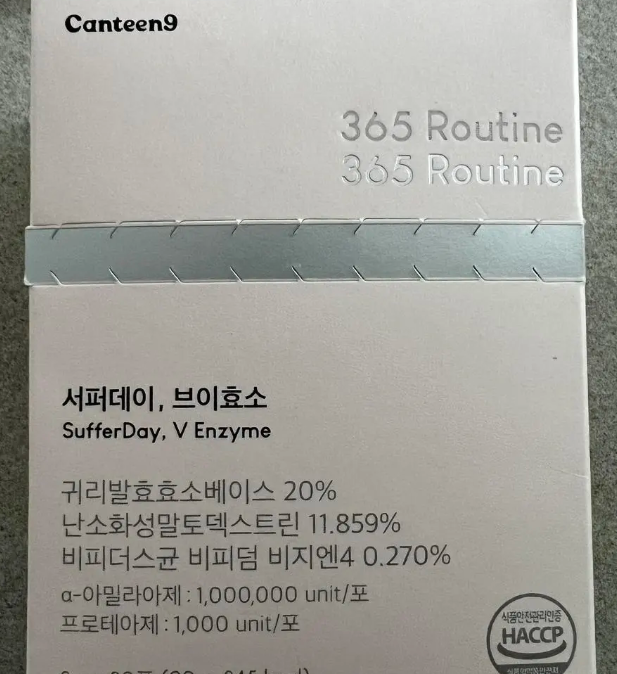 Canteen9
365 Routine
365 Routine
서퍼데이, 브이효소
SufferDay, V Enzyme
귀리발효효소베이스 20%
난소화성말토덱스트린 11.859%
비피더스균 비피덤 비지엔4 0.270%
α-아밀라아제 : 1,000,000 unit/포
프로테아제 : 1,000 unit/포
식품안전관리인증
HACCP